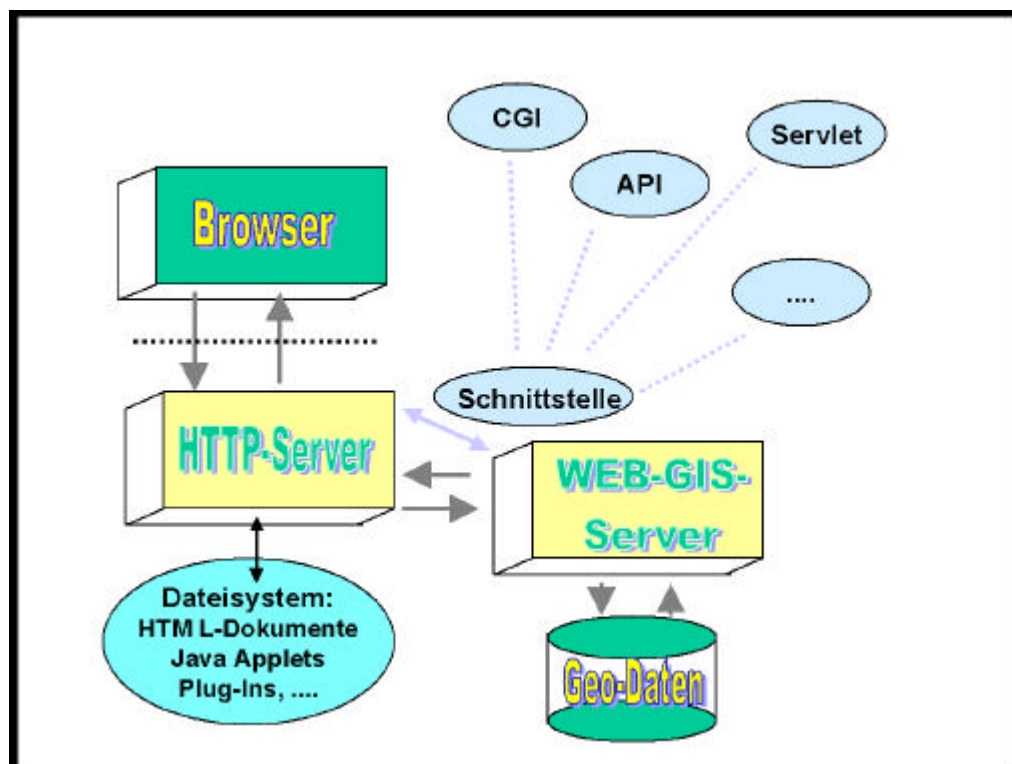 CGI
Servlet
API
Browser
....
Schnittstelle
HTTP-Server
WEB-GIS-
Server
Dateisystem:
HTM L-Dokumente
Java Applets
Plug-Ins, ....
Geo-Daten